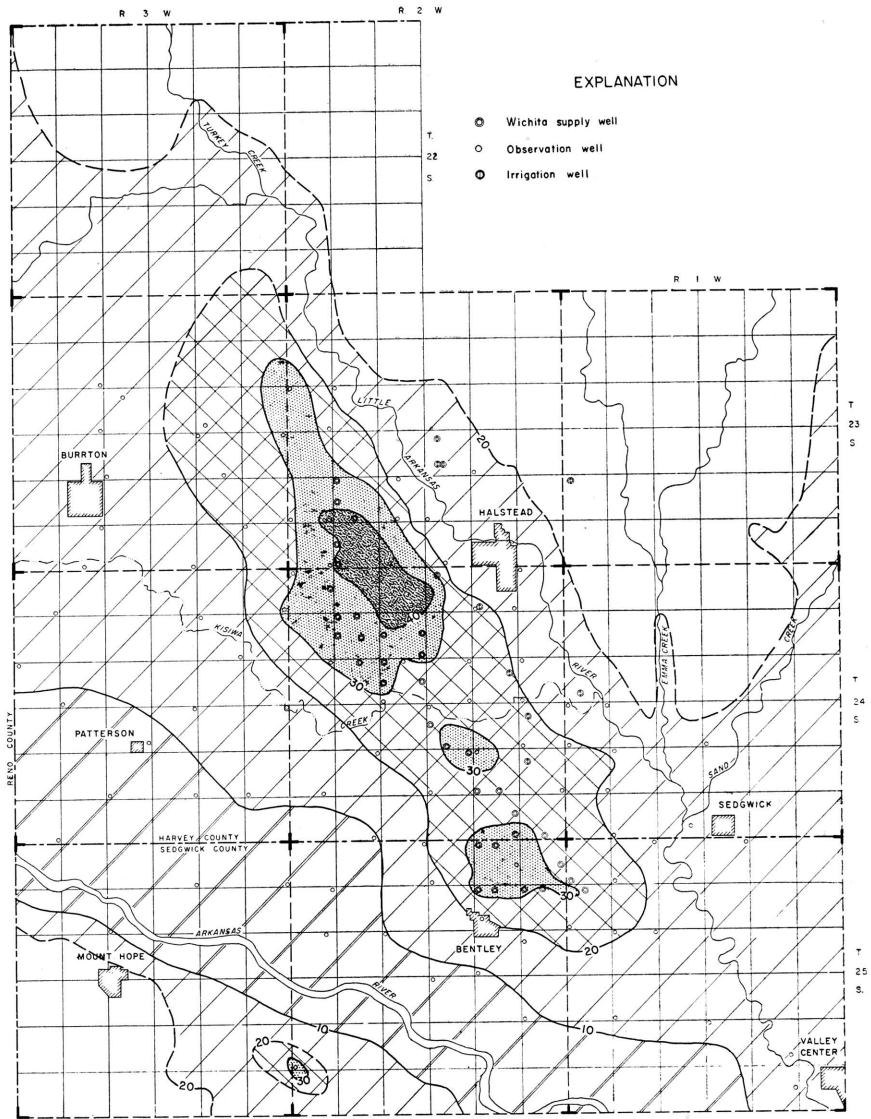 R 3 W
R 2 W
EXPLANATION
Wichita supply well
Observation well
Irrigation well
T.
22
S
TURKEY
CREEK
R I W
T
23
S
LITTLE
ARKANSAS
20
BURRTON
HALSTEAD
40
KISIWA
CREEK
30
RIVER
EMMA CREEK
CREEK
SAND
T
24
S
RENO COUNTY
PATTERSON
30
SEDGWICK
HARVEY COUNTY
SEDGWICK COUNTY
30
ARKANSAS
RIVER
BENTLEY
20
MOUNT HOPE
T
25
S.
10
10
20
30
20
VALLEY
CENTER